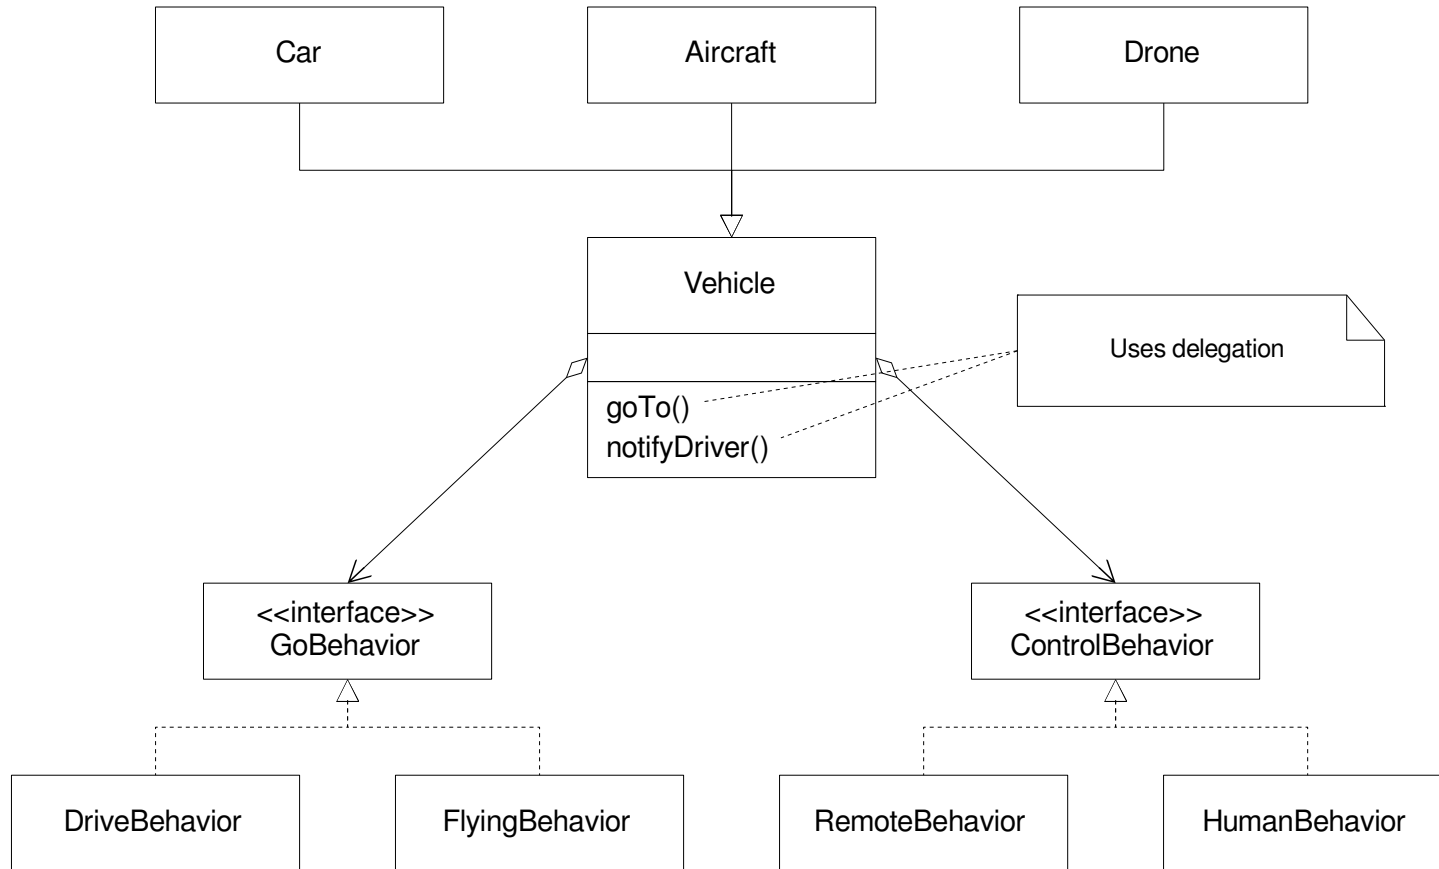 Car
Aircraft
Drone
Vehicle
Uses delegation
goTo()
notifyDriver()
<<interface>>
GoBehavior
<<interface>>
ControlBehavior
DriveBehavior
FlyingBehavior
RemoteBehavior
HumanBehavior